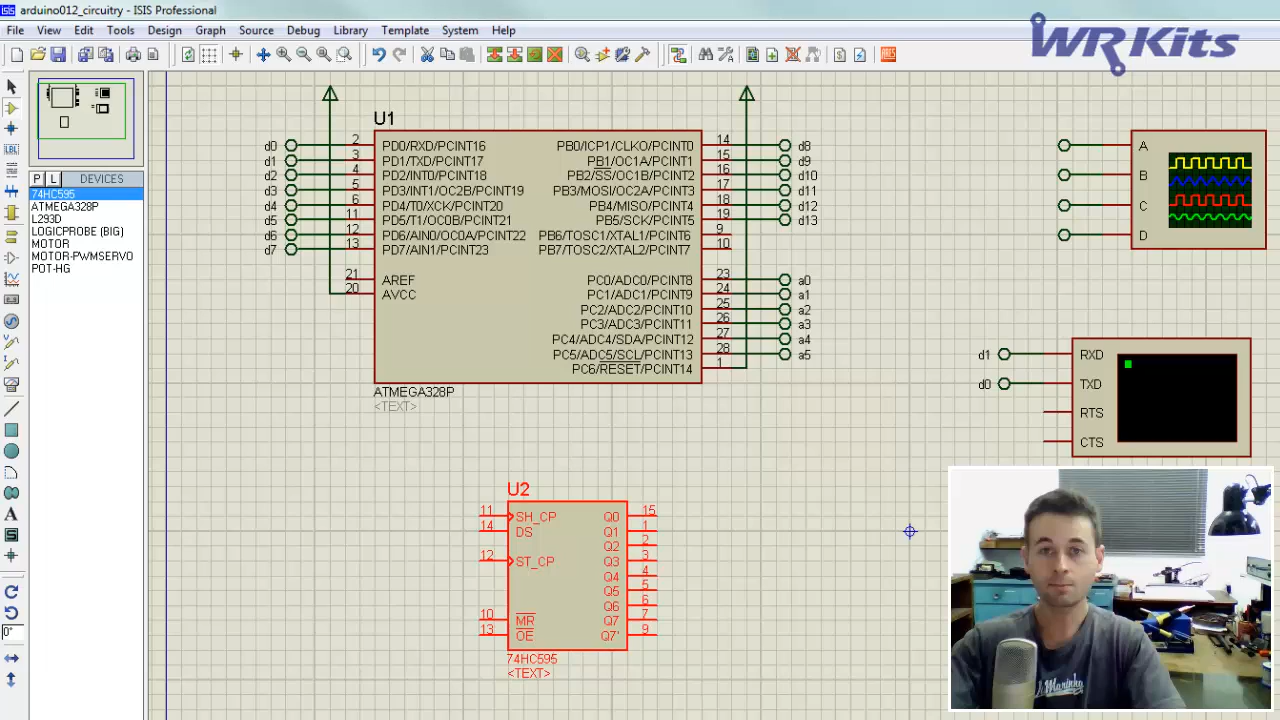 arduino012_circuitry - ISIS Professional
File View Edit Tools Design Graph Source Debug Library Template System Help
WR Kits
ARES
LBL
P L DEVICES
74HC595
ATMEGA328P
L293D
LOGICPROBE (BIG)
MOTOR
MOTOR-PWMSERVO
POT-HG
A
S
0°
U1
d0 2 PD0/RXD/PCINT16 PB0/ICP1/CLKO/PCINT0 14 d8
d1 3 PD1/TXD/PCINT17 PB1/OC1A/PCINT1 15 d9
d2 4 PD2/INT0/PCINT18 PB2/SS/OC1B/PCINT2 16 d10
d3 5 PD3/INT1/OC2B/PCINT19 PB3/MOSI/OC2A/PCINT3 17 d11
d4 6 PD4/T0/XCK/PCINT20 PB4/MISO/PCINT4 18 d12
d5 11 PD5/T1/OC0B/PCINT21 PB5/SCK/PCINT5 19 d13
d6 12 PD6/AIN0/OC0A/PCINT22 PB6/TOSC1/XTAL1/PCINT6 9
d7 13 PD7/AIN1/PCINT23 PB7/TOSC2/XTAL2/PCINT7 10
21 AREF PC0/ADC0/PCINT8 23 a0
20 AVCC PC1/ADC1/PCINT9 24 a1
PC2/ADC2/PCINT10 25 a2
PC3/ADC3/PCINT11 26 a3
PC4/ADC4/SDA/PCINT12 27 a4
PC5/ADC5/SCL/PCINT13 28 a5
PC6/RESET/PCINT14 1
ATMEGA328P
<TEXT>
A
B
C
D
d1 RXD
d0 TXD
RTS
CTS
U2
11 SH_CP Q0 15
14 DS Q1 1
Q2 2
12 ST_CP Q3 3
Q4 4
Q5 5
Q6 6
10 MR Q7 7
13 OE Q7' 9
74HC595
<TEXT>